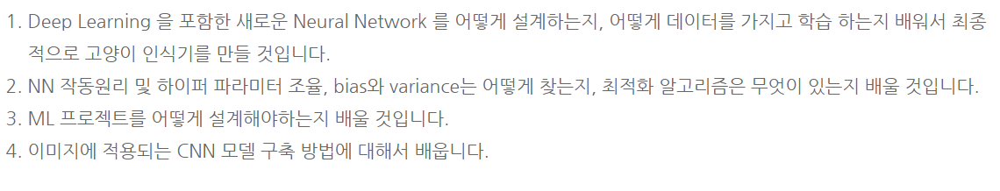 1. Deep Learning 을 포함한 새로운 Neural Network 를 어떻게 설계하는지, 어떻게 데이터를 가지고 학습 하는지 배워서 최종
적으로 고양이 인식기를 만들 것입니다.
2. NN 작동원리 및 하이퍼 파라미터 조율, bias와 variance는 어떻게 찾는지, 최적화 알고리즘은 무엇이 있는지 배울 것입니다.
3. ML 프로젝트를 어떻게 설계해야하는지 배울 것입니다.
4. 이미지에 적용되는 CNN 모델 구축 방법에 대해서 배웁니다.